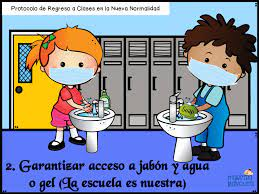 Protocolo de Regreso a Clases en la Nueva Normalidad
2. Garantizar acceso a jabón y agua
o gel (La escuela es nuestra)